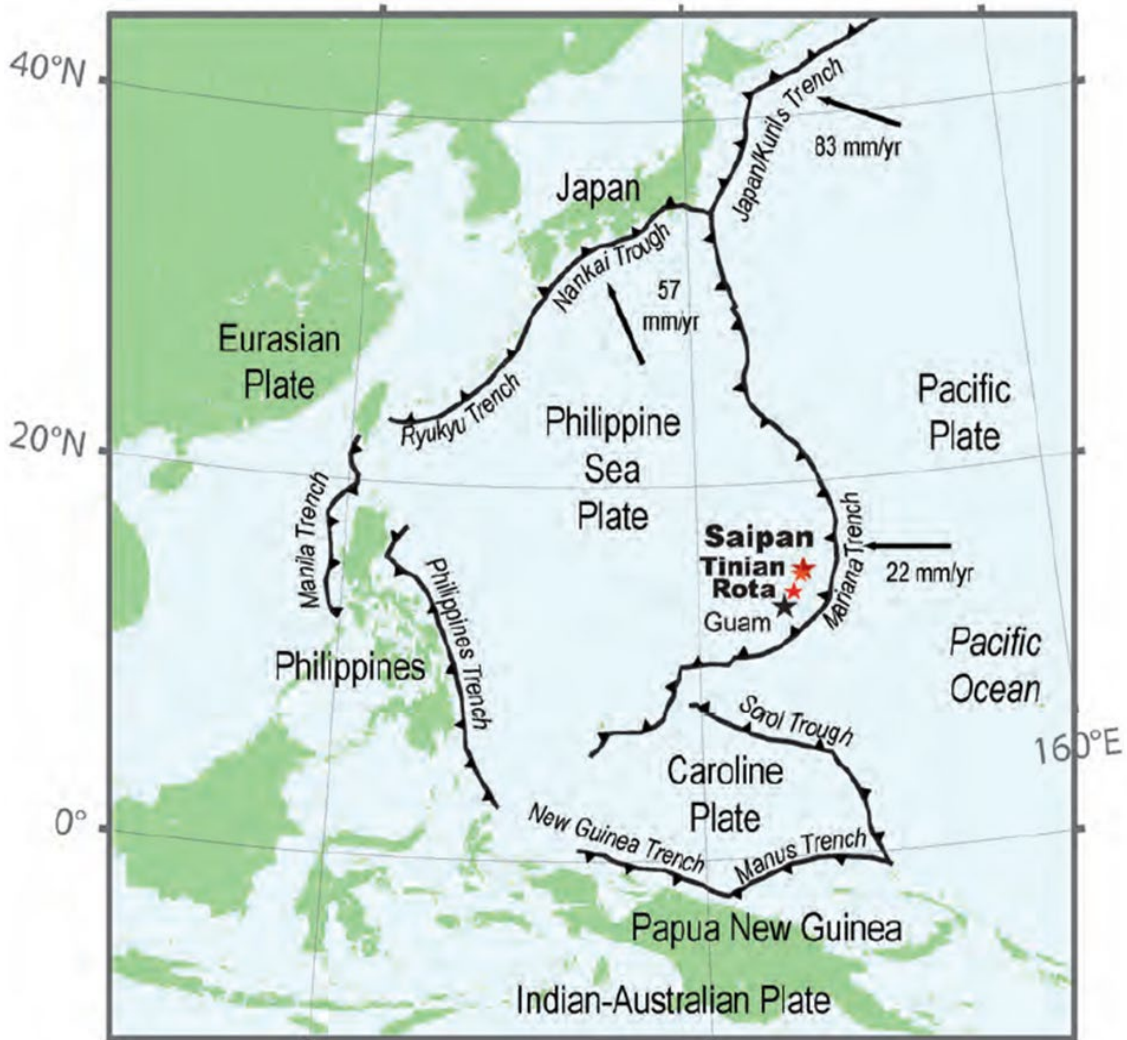 40°N
Japan/Kurils Trench
83 mm/yr
Japan
Nankai Trough
57
mm/yr
Eurasian
Plate
Pacific
Plate
Ryukyu Trench
Philippine
Sea
Plate
20°N
Manila Trench
Mariana Trench
Saipan
Tinian
Rota
Guam
22 mm/yr
Philippines Trench
Philippines
Pacific
Ocean
Sorol Trough
160°E
Caroline
Plate
0°
New Guinea Trench
Manus Trench
Papua New Guinea
Indian-Australian Plate